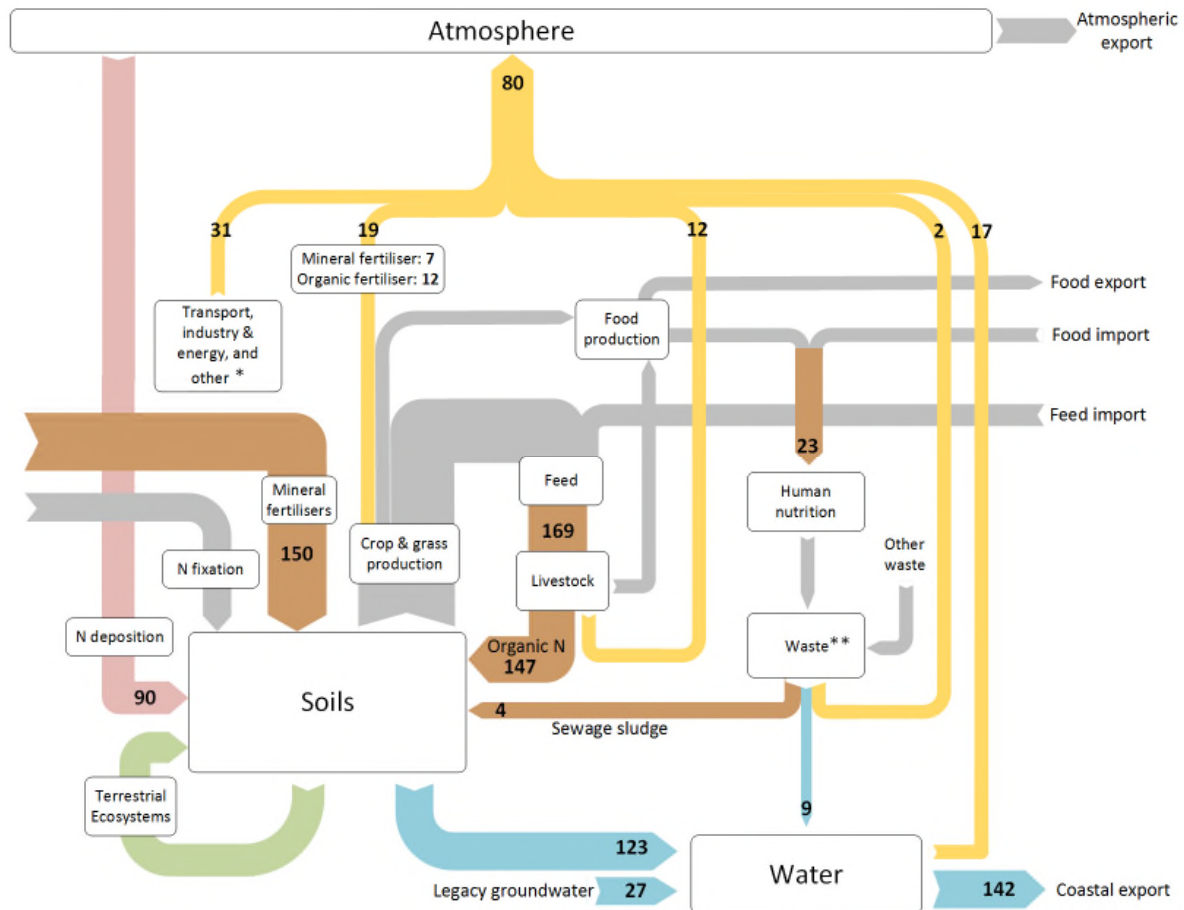 Atmosphere
Atmospheric
export
80
31
19
12
2
17
Mineral fertiliser: 7
Organic fertiliser: 12
Transport,
industry &
energy, and
other *
Food
production
Food export
Food import
Feed import
23
Mineral
fertilisers
150
Feed
169
Human
nutrition
Crop & grass
production
N fixation
Livestock
Other
waste
N deposition
Organic N
147
Waste**
90
Soils
4
Sewage sludge
Terrestrial
Ecosystems
9
123
Legacy groundwater
27
Water
142
Coastal export